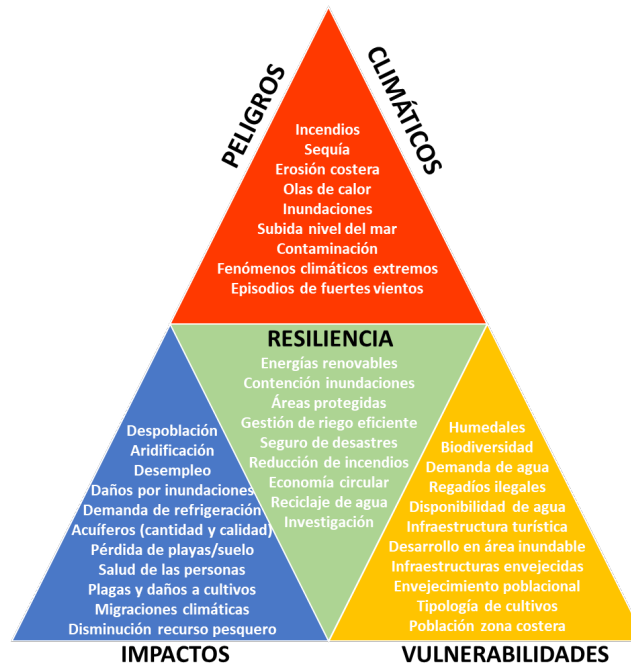 PELIGROS
CLIMÁTICOS
Incendios
Sequía
Erosión costera
Olas de calor
Inundaciones
Subida nivel del mar
Contaminación
Fenómenos climáticos extremos
Episodios de fuertes vientos
RESILIENCIA
Energías renovables
Contención inundaciones
Áreas protegidas
Gestión de riego eficiente
Seguro de desastres
Reducción de incendios
Economía circular
Reciclaje de agua
Investigación
Despoblación
Aridificación
Desempleo
Daños por inundaciones
Demanda de refrigeración
Acuíferos (cantidad y calidad)
Pérdida de playas/suelo
Salud de las personas
Plagas y daños a cultivos
Migraciones climáticas
Disminución recurso pesquero
IMPACTOS
Humedales
Biodiversidad
Demanda de agua
Regadíos ilegales
Disponibilidad de agua
Infraestructura turística
Desarrollo en área inundable
Infraestructuras envejecidas
Envejecimiento poblacional
Tipología de cultivos
Población zona costera
VULNERABILIDADES